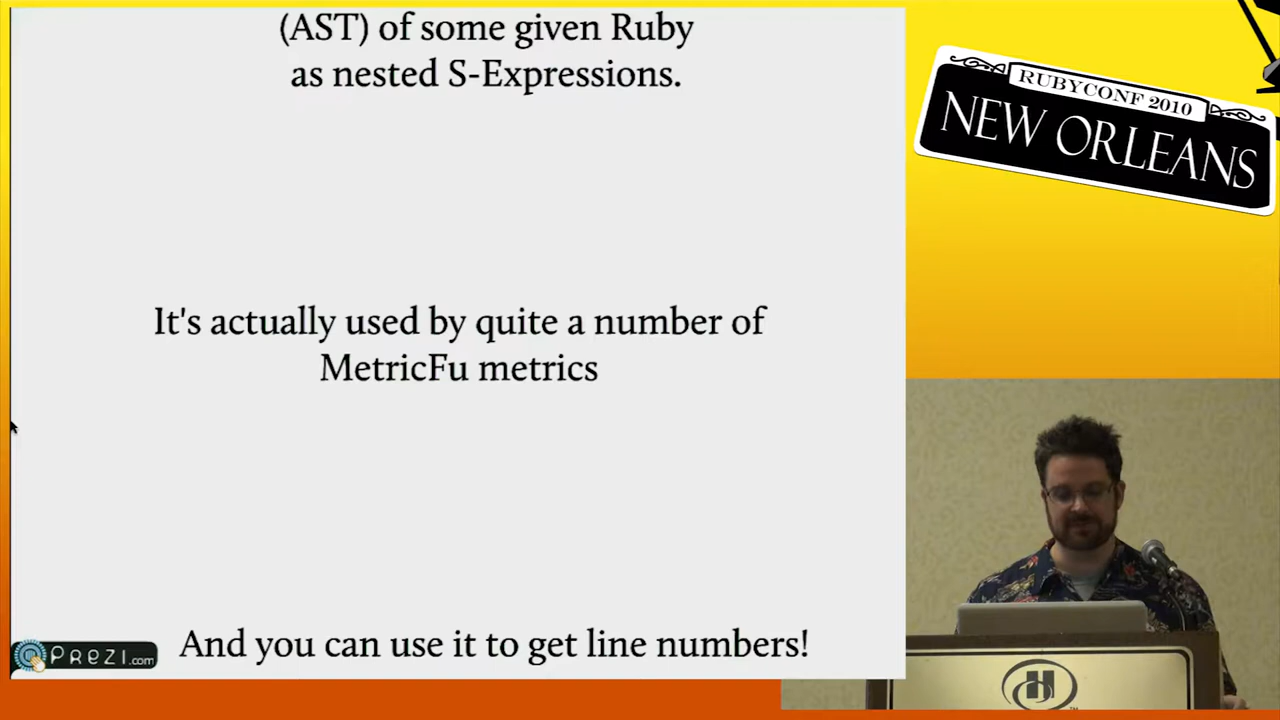 (AST) of some given Ruby
as nested S-Expressions.
It's actually used by quite a number of
MetricFu metrics
And you can use it to get line numbers!
PREZI.com
RUBYCONF 2010
NEW ORLEANS